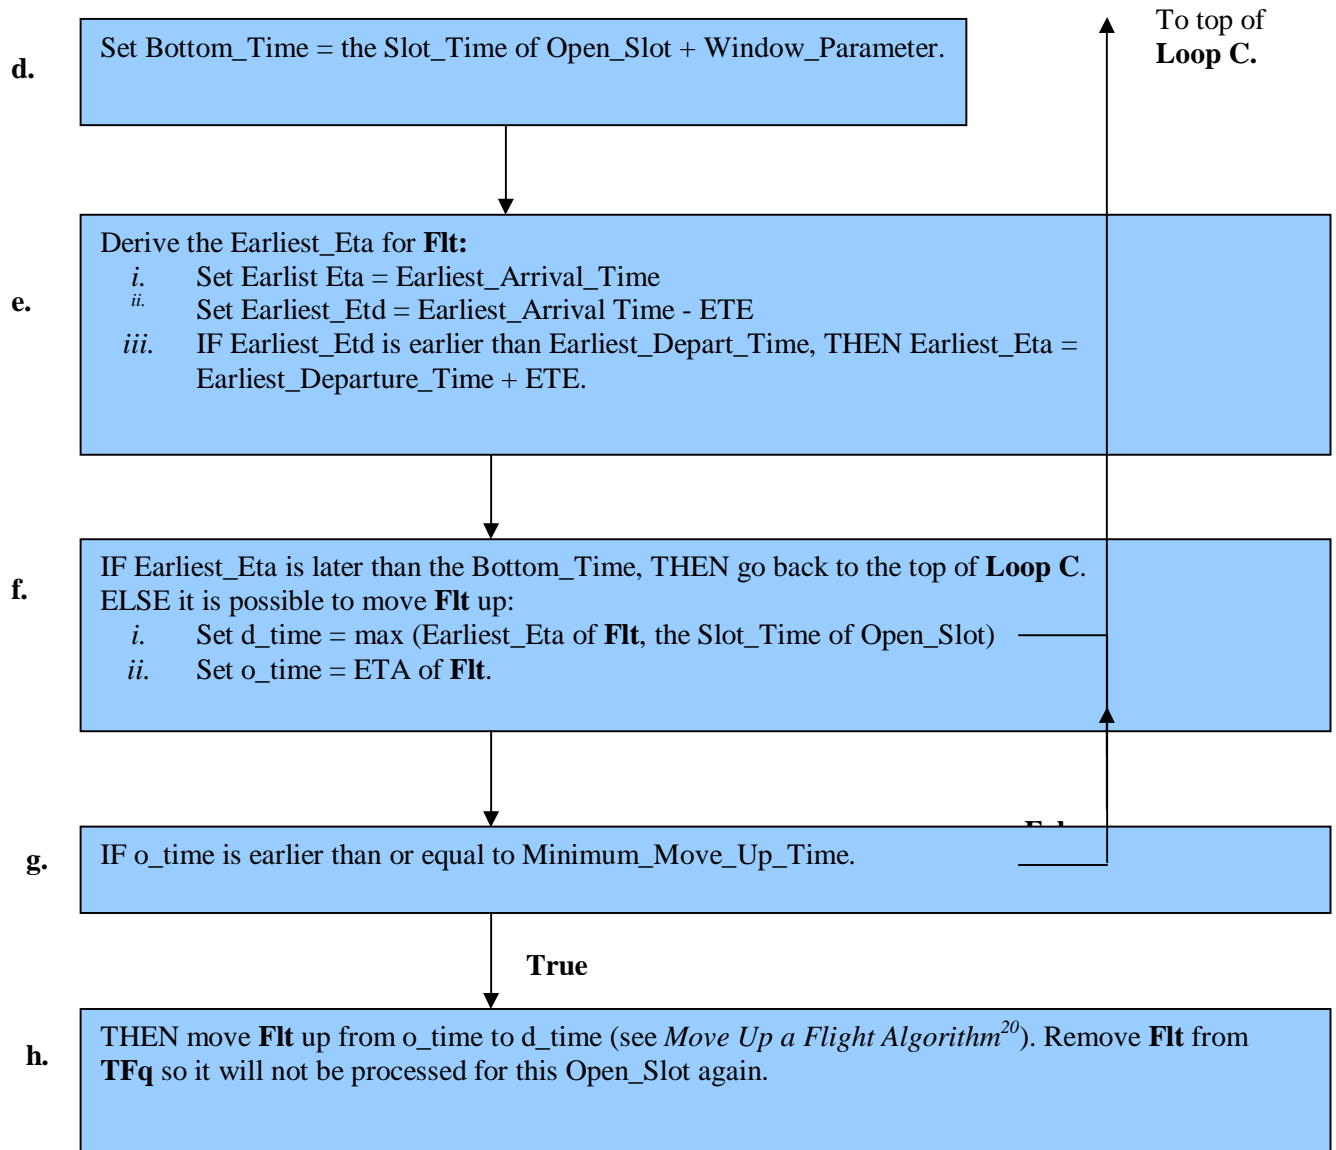 To top of
Loop C.
d.
Set Bottom_Time = the Slot_Time of Open_Slot + Window_Parameter.
e.
Derive the Earliest_Eta for Flt:
i. Set Earlist Eta = Earliest_Arrival_Time
ii. Set Earliest_Etd = Earliest_Arrival Time - ETE
iii. IF Earliest_Etd is earlier than Earliest_Depart_Time, THEN Earliest_Eta =
Earliest_Departure_Time + ETE.
f.
IF Earliest_Eta is later than the Bottom_Time, THEN go back to the top of Loop C.
ELSE it is possible to move Flt up:
i. Set d_time = max (Earliest_Eta of Flt, the Slot_Time of Open_Slot)
ii. Set o_time = ETA of Flt.
g.
IF o_time is earlier than or equal to Minimum_Move_Up_Time.
True
h.
THEN move Flt up from o_time to d_time (see Move Up a Flight Algorithm20). Remove Flt from
TFq so it will not be processed for this Open_Slot again.